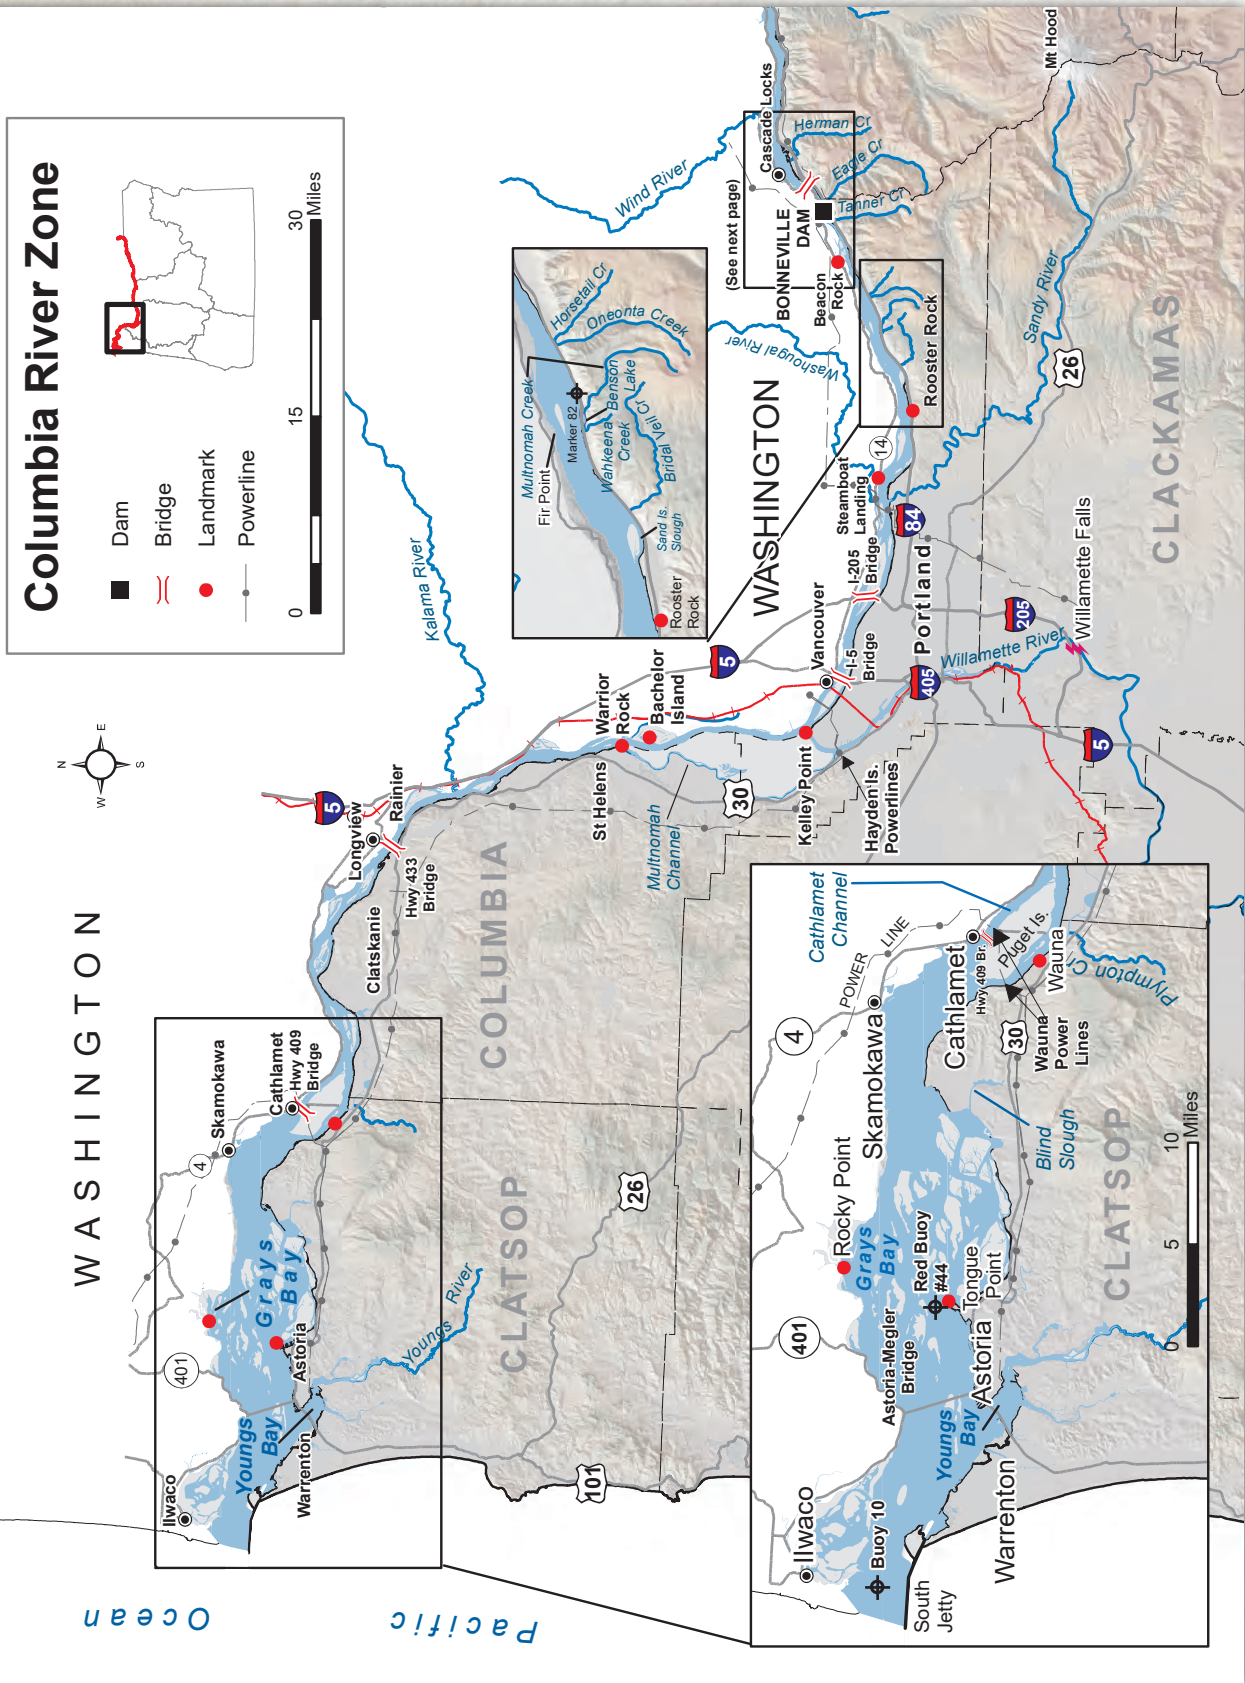 Columbia River Zone
Dam
Bridge
Landmark
Powerline
0
15
30
Miles
N
E
S
W
WASHINGTON
Pacific
Ocean
Ilwaco
Youngs
Bay
Warrenton
401
Astoria
Grays
Bay
Youngs River
4
Skamokawa
Cathlamet
Hwy 409
Bridge
CLATSOP
101
26
COLUMBIA
Clatskanie
Hwy 433
Bridge
Longview
Rainier
5
Kalama River
St Helens
Warrior
Rock
Bachelor
Island
Multnomah
Channel
30
5
Kelley Point
Hayden Is.
Powerlines
Vancouver
I-5
Bridge
I-205
Bridge
405
Portland
Willamette River
205
Willamette Falls
5
84
14
Steamboat
Landing
WASHINGTON
Washougal River
Rooster Rock
Sandy River
26
CLACKAMAS
Mt Hood
Beacon
Rock
BONNEVILLE
DAM
(See next page)
Cascade Locks
Wind River
Herman Cr
Eagle Cr
Tanner Cr
Multnomah Creek
Fir Point
Marker 82
Horsetail Cr
Oneonta Creek
Benson
Lake
Wahkeena
Creek
Bridal Veil Cr
Sand Is.
Slough
Rooster
Rock
Ilwaco
Buoy 10
South
Jetty
Warrenton
Youngs
Bay
Astoria
Astoria-Megler
Bridge
401
Rocky Point
Grays
Bay
Red Buoy
#44
Tongue
Point
Skamokawa
4
POWER LINE
Cathlamet
Hwy 409 Br.
Cathlamet
Channel
Puget Is.
Wauna
Plympton Cr
30
Wauna
Power
Lines
Blind
Slough
CLATSOP
0
5
10
Miles